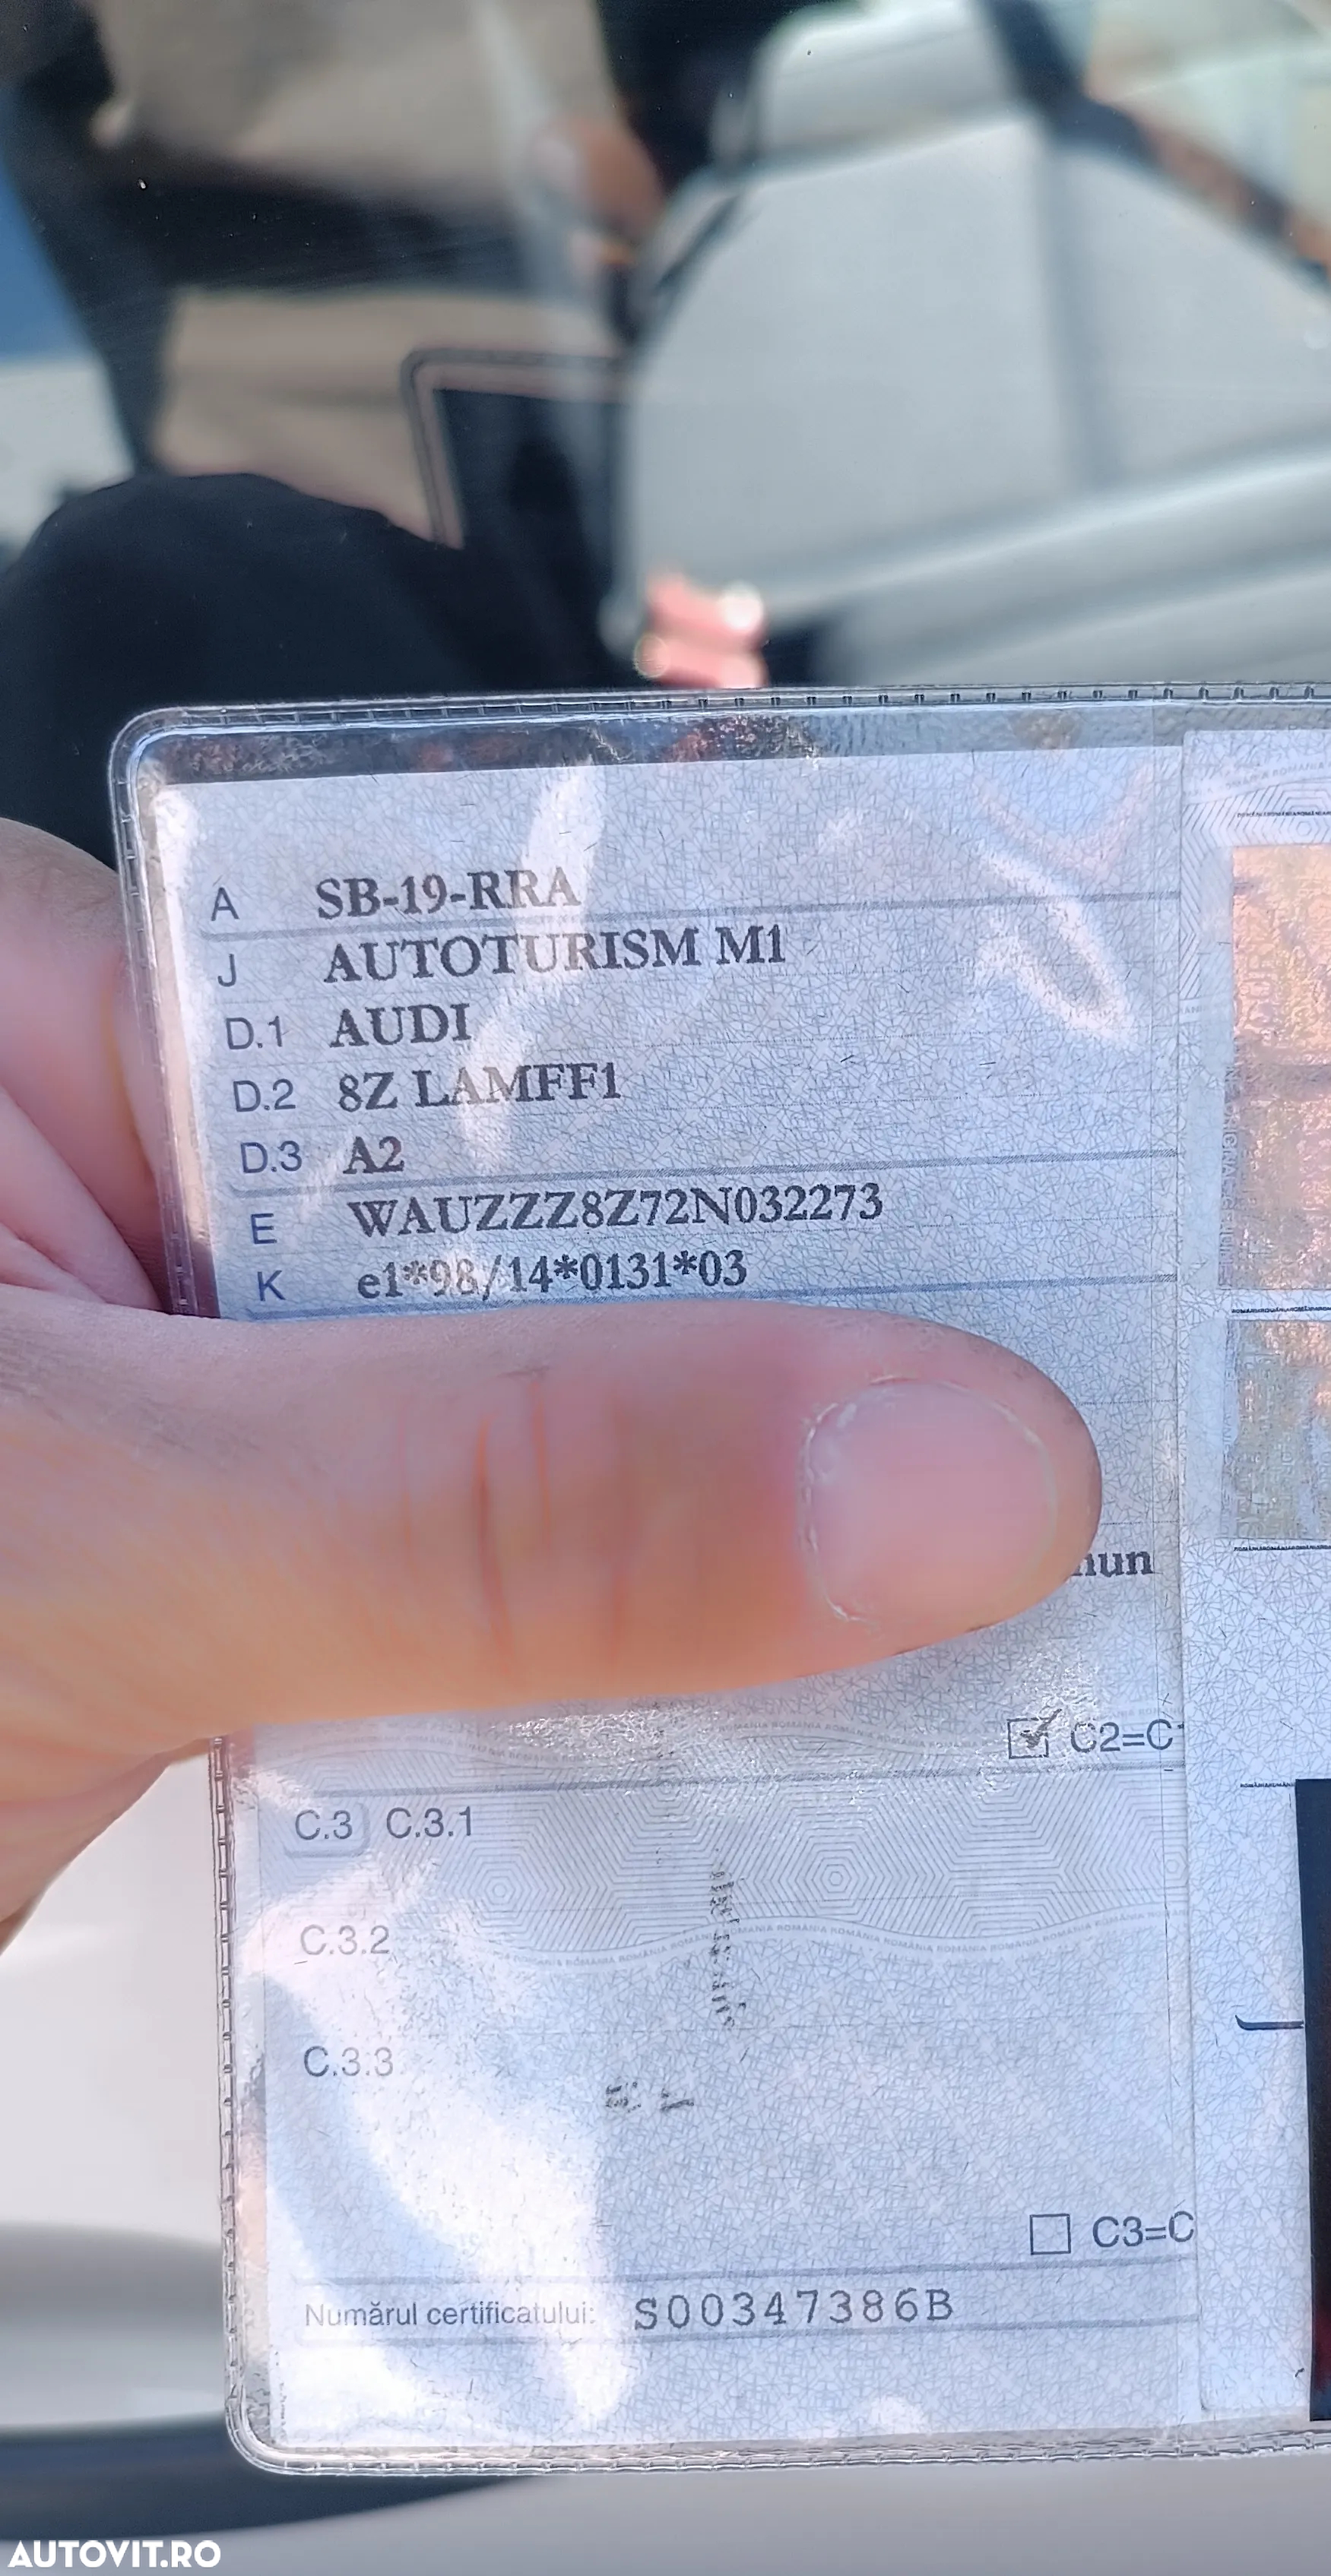 A SB-19-RRA
J AUTOTURISM M1
D.1 AUDI
D.2 8Z LAMFF1
D.3 A2
E WAUZZZ8Z72N032273
K e1*98/14*0131*03
C2=C
C.3 C.3.1
C.3.2
C.3.3
C3=C
Numărul certificatului: S00347386B
AUTOVIT.RO